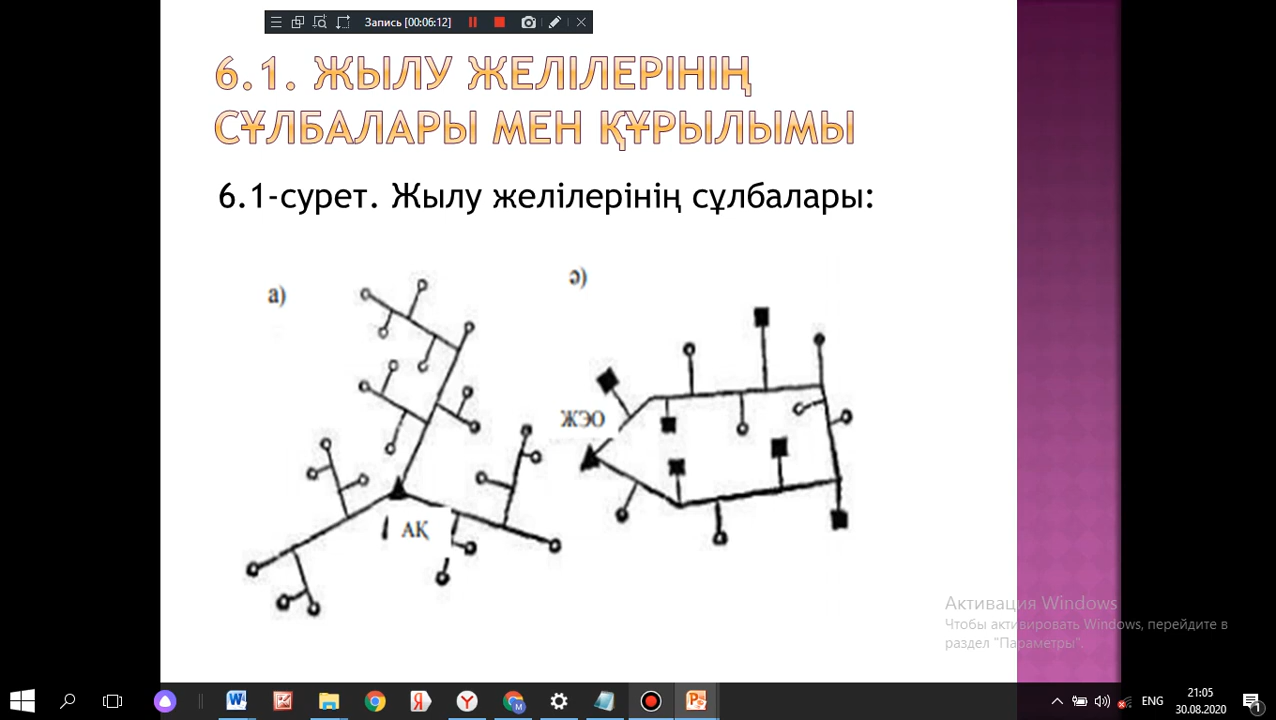 Запись [00:06:12]
6.1. ЖЫЛУ ЖЕЛІЛЕРІНІҢ
СҰЛБАЛАРЫ МЕН ҚҰРЫЛЫМЫ
6.1-сурет. Жылу желілерінің сұлбалары:
а)
ә)
ЖЭО
АҚ
Активация Windows
Чтобы активировать Windows, перейдите в
раздел "Параметры".
ENG
21:05
30.08.2020
1